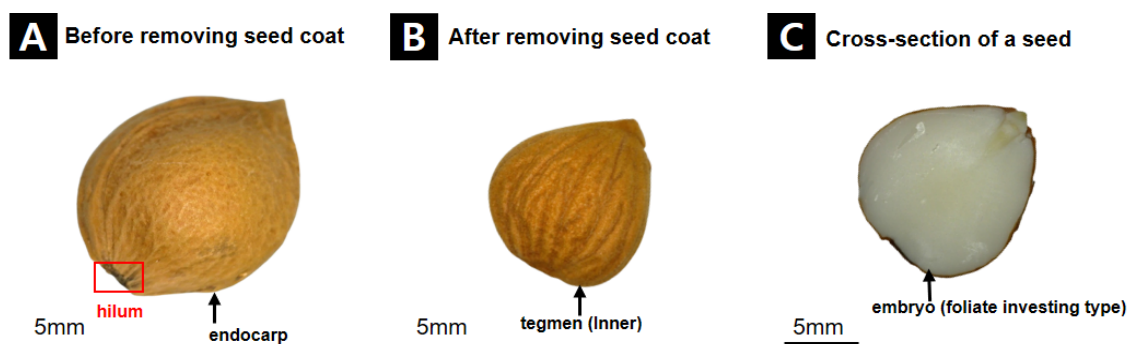 A Before removing seed coat
B After removing seed coat
C Cross-section of a seed
hilum
5mm
endocarp
5mm
tegmen (Inner)
5mm
embryo (foliate investing type)